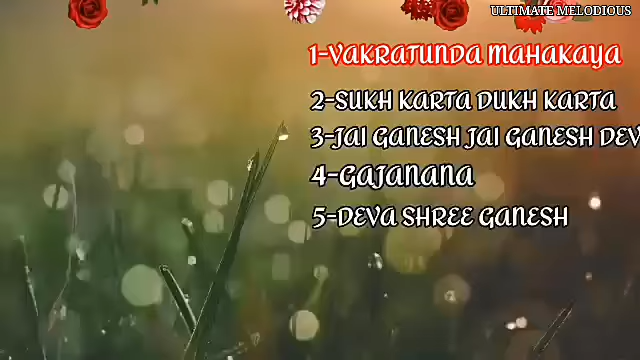 ULTIMATE MELODIOUS
1-VAKRATUNDA MAHAKAYA
2-SUKH KARTA DUKH KARTA
3-JAI GANESH JAI GANESH DEV
4-GAJANANA
5-DEVA SHREE GANESH